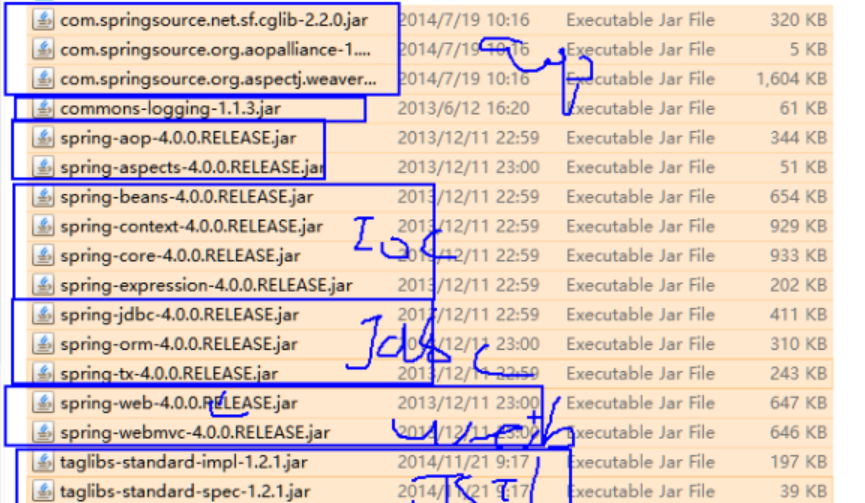 com.springsource.net.sf.cglib-2.2.0.jar 2014/7/19 10:16 Executable Jar File 320 KB
com.springsource.org.aopalliance-1.... 2014/7/19 10:16 Executable Jar File 5 KB
com.springsource.org.aspectj.weaver... 2014/7/19 10:16 Executable Jar File 1,604 KB
commons-logging-1.1.3.jar 2013/6/12 16:20 Executable Jar File 61 KB
spring-aop-4.0.0.RELEASE.jar 2013/12/11 22:59 Executable Jar File 344 KB
spring-aspects-4.0.0.RELEASE.jar 2013/12/11 23:00 Executable Jar File 51 KB
spring-beans-4.0.0.RELEASE.jar 2013/12/11 22:59 Executable Jar File 654 KB
spring-context-4.0.0.RELEASE.jar 2013/12/11 22:59 Executable Jar File 929 KB
Ioc
spring-core-4.0.0.RELEASE.jar 2013/12/11 22:59 Executable Jar File 933 KB
spring-expression-4.0.0.RELEASE.jar 2013/12/11 22:59 Executable Jar File 202 KB
spring-jdbc-4.0.0.RELEASE.jar 2013/12/11 22:59 Executable Jar File 411 KB
spring-orm-4.0.0.RELEASE.jar 2013/12/11 23:00 Executable Jar File 310 KB
Jdbc
spring-tx-4.0.0.RELEASE.jar 2013/12/11 22:59 Executable Jar File 243 KB
spring-web-4.0.0.RELEASE.jar 2013/12/11 23:00 Executable Jar File 647 KB
spring-webmvc-4.0.0.RELEASE.jar 2013/12/11 23:00 Executable Jar File 646 KB
taglibs-standard-impl-1.2.1.jar 2014/11/21 9:17 Executable Jar File 197 KB
taglibs-standard-spec-1.2.1.jar 2014/11/21 9:17 Executable Jar File 39 KB